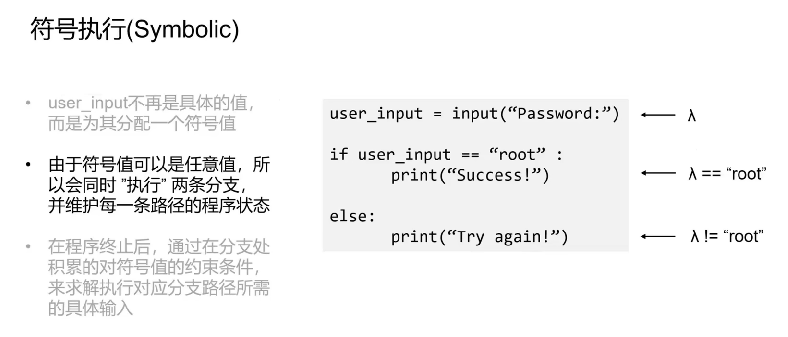 符号执行(Symbolic)
• user_input不再是具体的值，
而是为其分配一个符号值
• 由于符号值可以是任意值，所
以会同时 "执行" 两条分支，
并维护每一条路径的程序状态
• 在程序终止后，通过在分支处
积累的对符号值的约束条件，
来求解执行对应分支路径所需
的具体输入
user_input = input(“Password:”)
λ
if user_input == “root” :
print(“Success!”)
λ == “root”
else:
print(“Try again!”)
λ != “root”